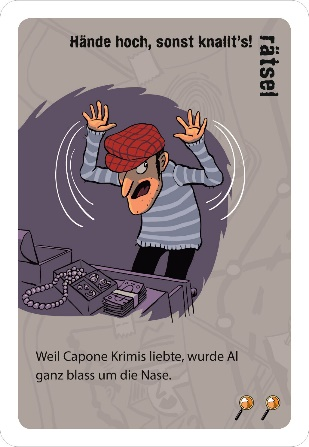 Hände hoch, sonst knallt's!
rätsel
Weil Capone Krimis liebte, wurde Al
ganz blass um die Nase.